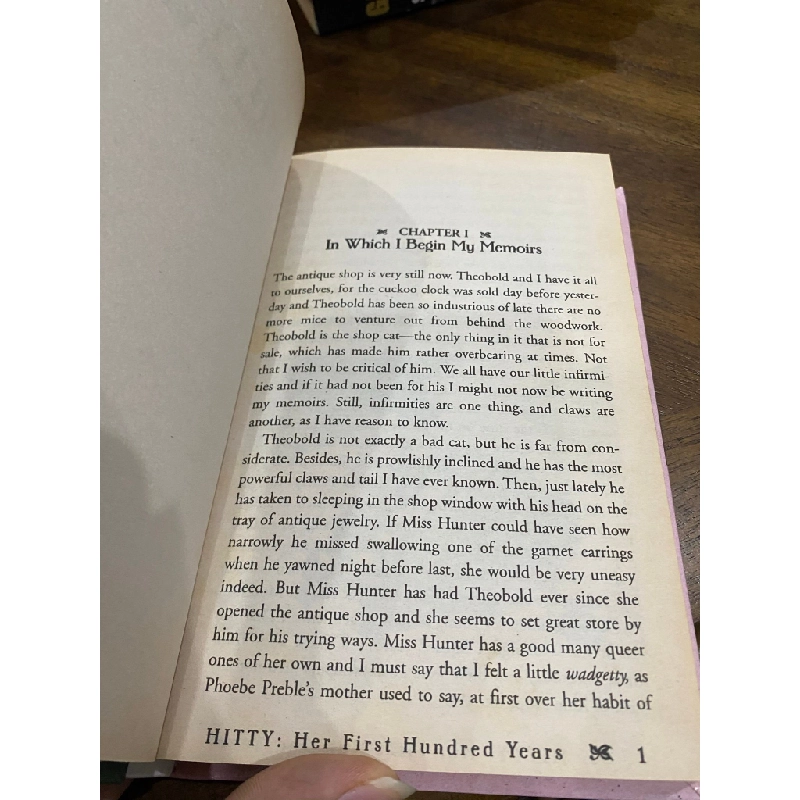 CHAPTER I
In Which I Begin My Memoirs
The antique shop is very still now. Theobold and I have it all
to ourselves, for the cuckoo clock was sold day before yester-
day and Theobold has been so industrious of late there are no
more mice to venture out from behind the woodwork.
Theobold is the shop cat—the only thing in it that is not for
sale, which has made him rather overbearing at times. Not
that I wish to be critical of him. We all have our little infirmi-
ties and if it had not been for his I might not now be writing
my memoirs. Still, infirmities are one thing, and claws are
another, as I have reason to know.
Theobold is not exactly a bad cat, but he is far from con-
siderate. Besides, he is prowlishly inclined and he has the most
powerful claws and tail I have ever known. Then, just lately he
has taken to sleeping in the shop window with his head on the
tray of antique jewelry. If Miss Hunter could have seen how
narrowly he missed swallowing one of the garnet earrings
when he yawned night before last, she would be very uneasy
indeed. But Miss Hunter has had Theobold ever since she
opened the antique shop and she seems to set great store by
him for his trying ways. Miss Hunter has a good many queer
ones of her own and I must say that I felt a little wadgetty, as
Phoebe Preble's mother used to say, at first over her habit of
HITTY: Her First Hundred Years 1